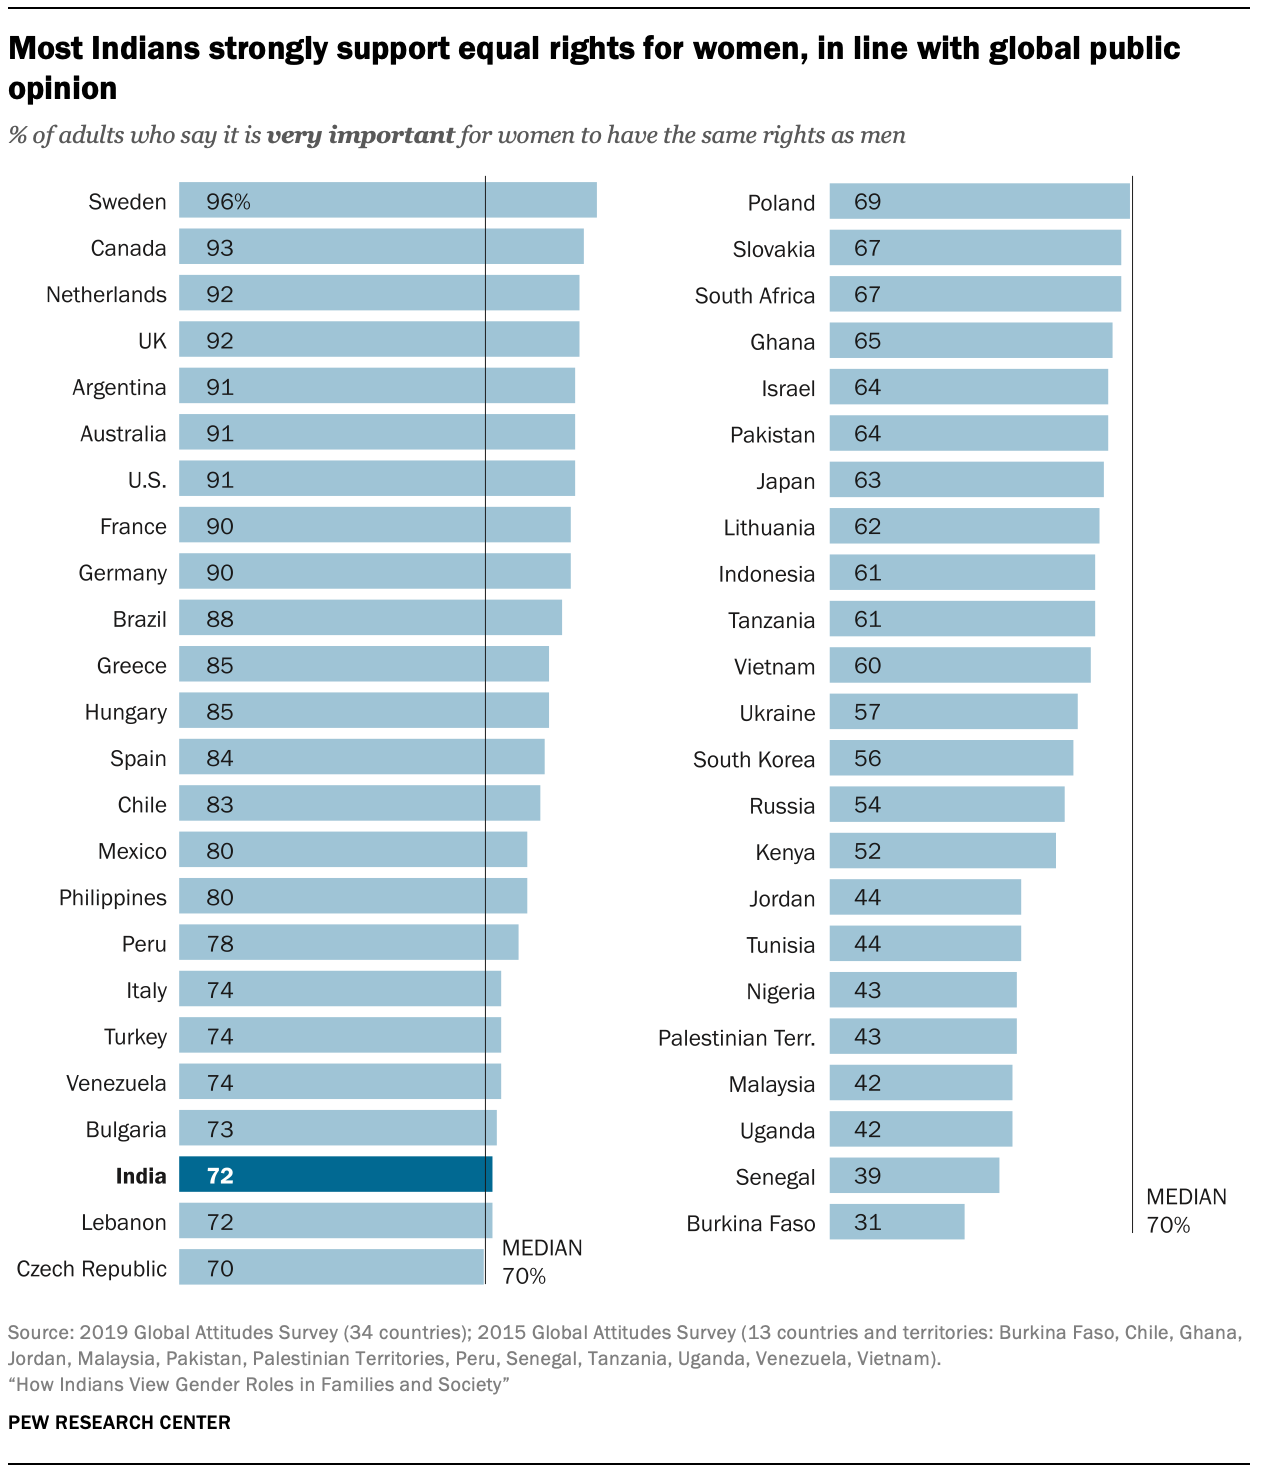 Most Indians strongly support equal rights for women, in line with global public
opinion
% of adults who say it is very important for women to have the same rights as men
Sweden 96%
Canada 93
Netherlands 92
UK 92
Argentina 91
Australia 91
U.S. 91
France 90
Germany 90
Brazil 88
Greece 85
Hungary 85
Spain 84
Chile 83
Mexico 80
Philippines 80
Peru 78
Italy 74
Turkey 74
Venezuela 74
Bulgaria 73
India 72
Lebanon 72
Czech Republic 70
MEDIAN
70%
Poland 69
Slovakia 67
South Africa 67
Ghana 65
Israel 64
Pakistan 64
Japan 63
Lithuania 62
Indonesia 61
Tanzania 61
Vietnam 60
Ukraine 57
South Korea 56
Russia 54
Kenya 52
Jordan 44
Tunisia 44
Nigeria 43
Palestinian Terr. 43
Malaysia 42
Uganda 42
Senegal 39
Burkina Faso 31
MEDIAN
70%
Source: 2019 Global Attitudes Survey (34 countries); 2015 Global Attitudes Survey (13 countries and territories: Burkina Faso, Chile, Ghana,
Jordan, Malaysia, Pakistan, Palestinian Territories, Peru, Senegal, Tanzania, Uganda, Venezuela, Vietnam).
“How Indians View Gender Roles in Families and Society”
PEW RESEARCH CENTER